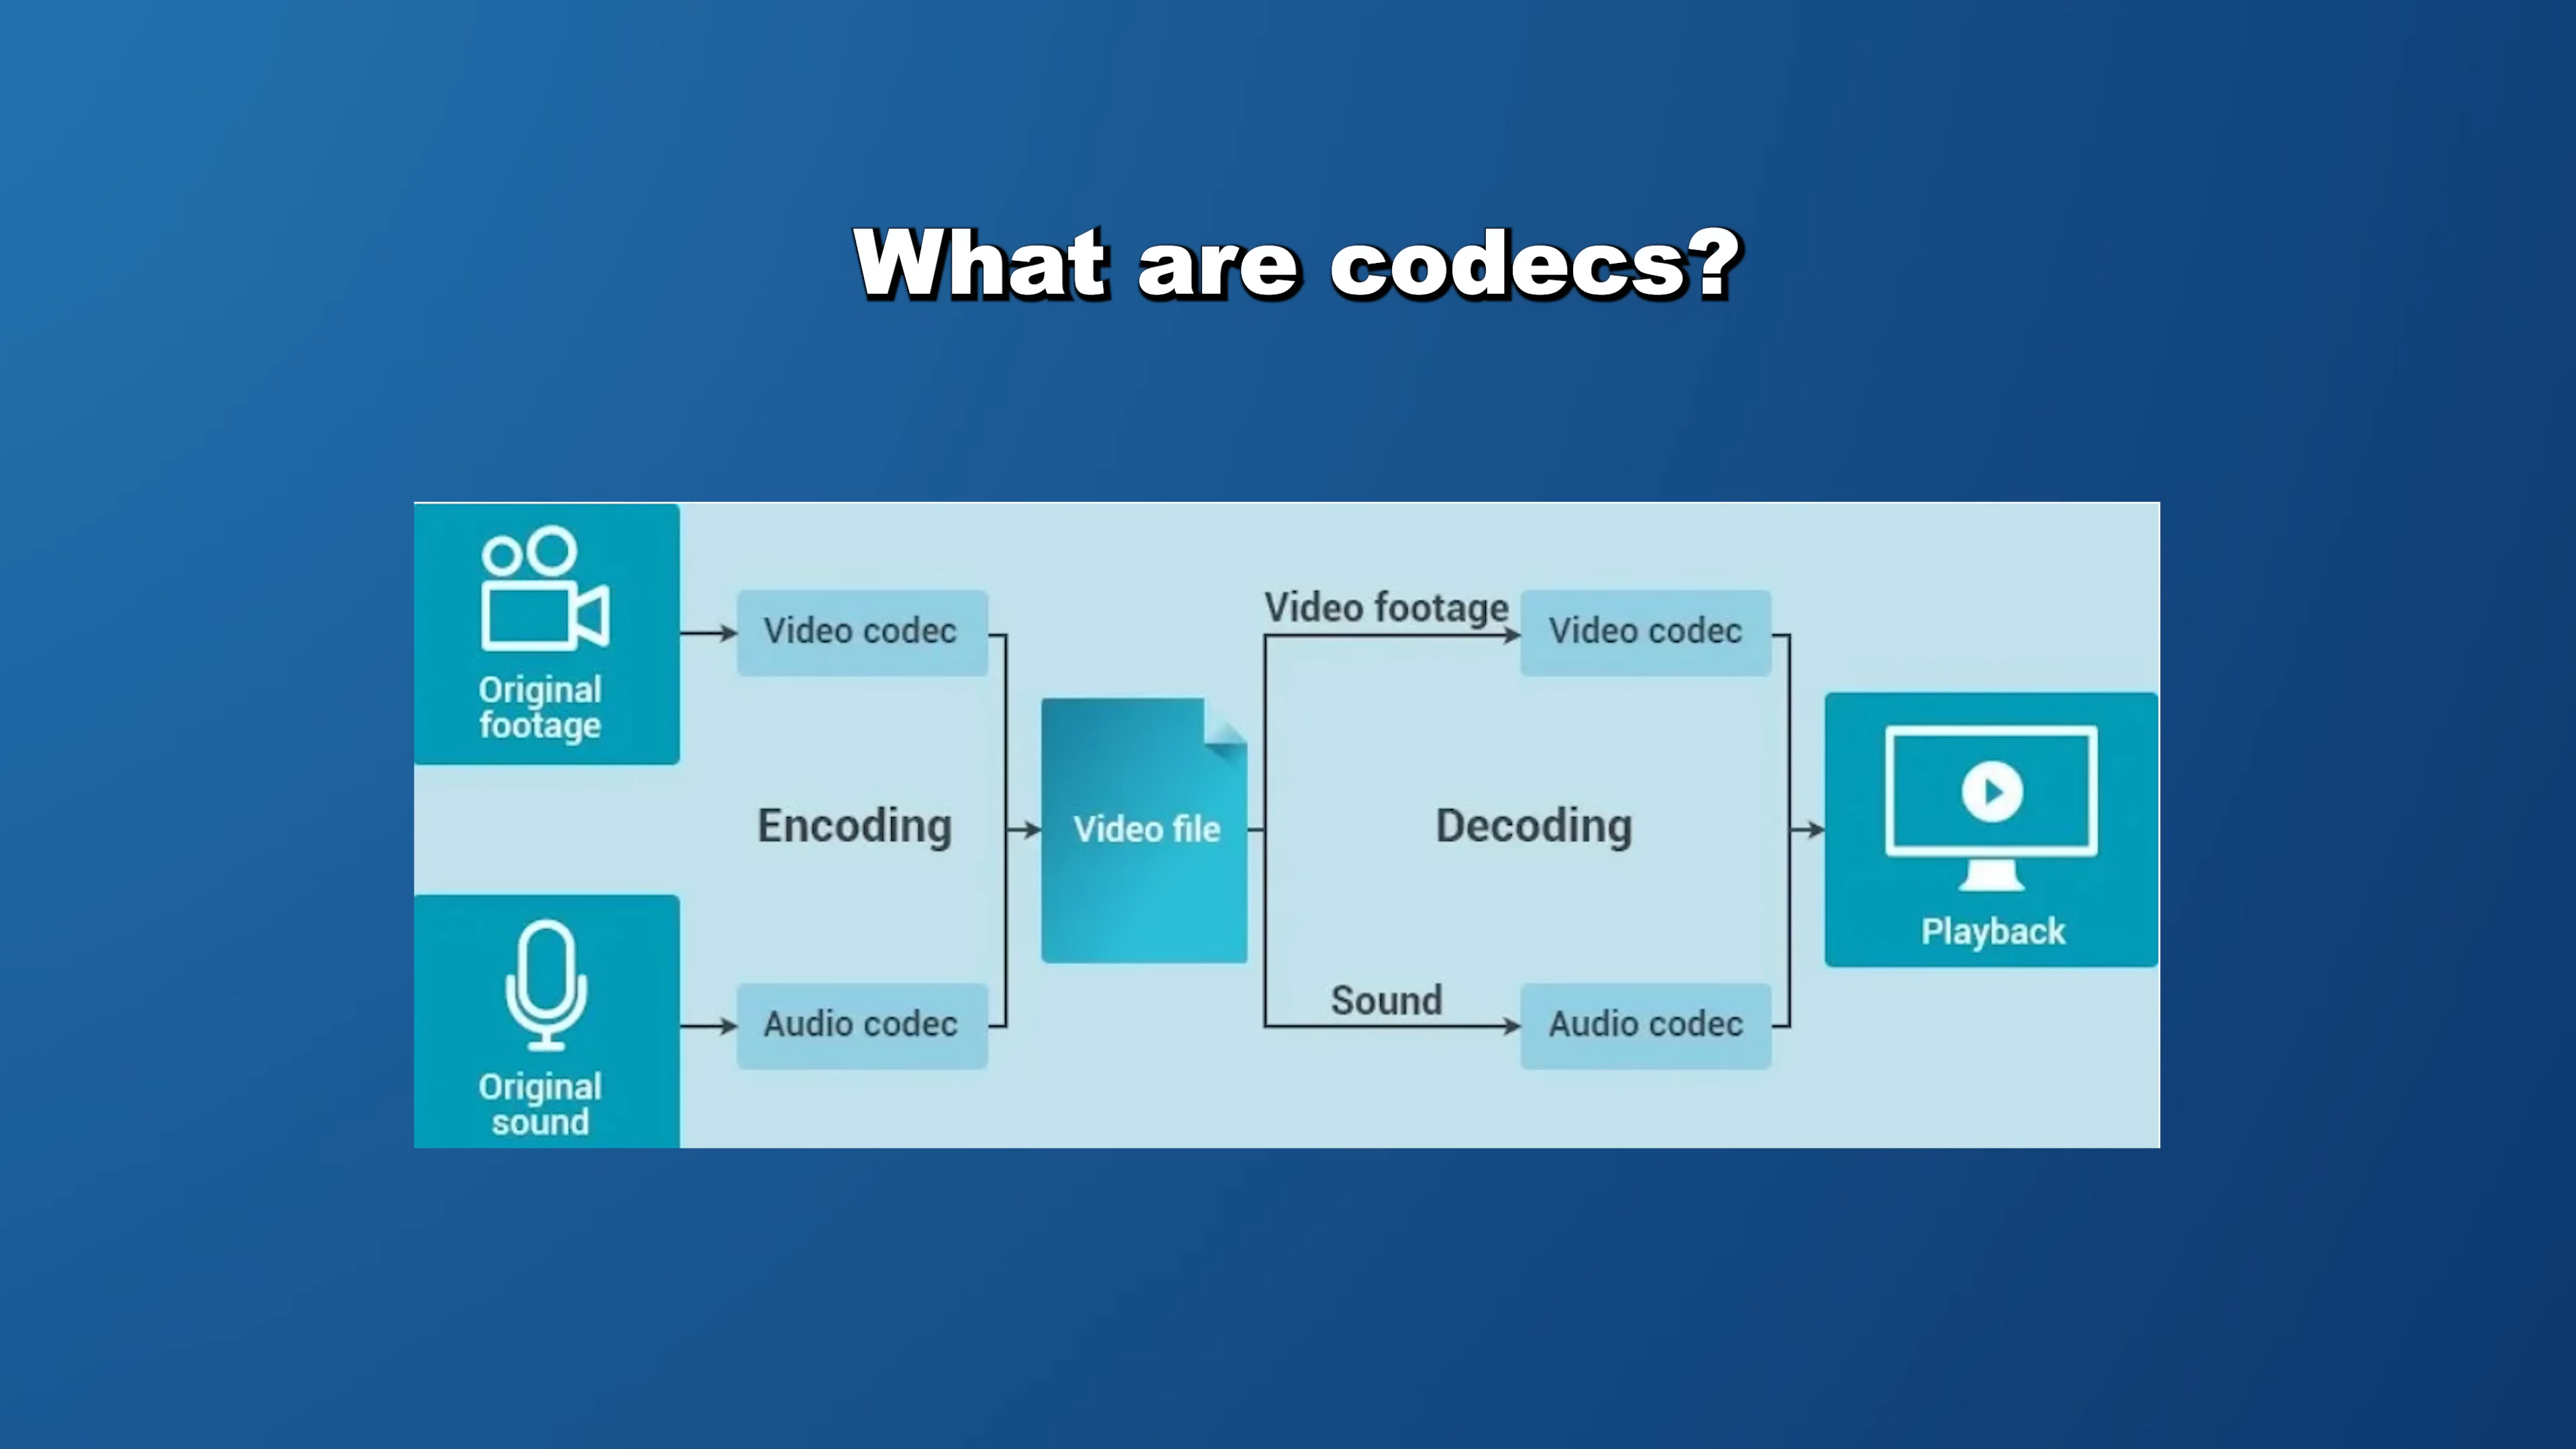 What are codecs?
Original
footage
Video codec
Encoding
Original
sound
Audio codec
Video file
Video footage
Video codec
Decoding
Sound
Audio codec
Playback